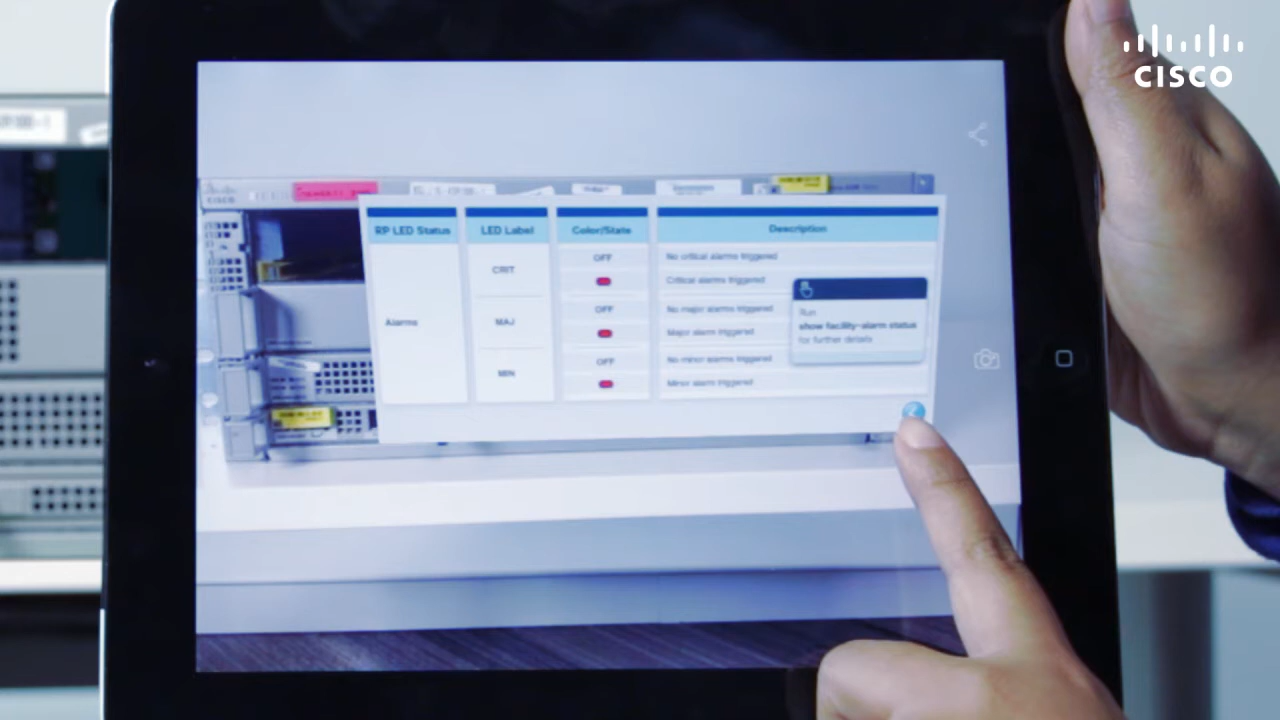 CISCO
CISCO
RP LED Status
LED Label
Color/State
Description
Alarms
CRIT
OFF
No critical alarms triggered
Critical alarms triggered
MAJ
OFF
No major alarms triggered
Major alarm triggered
MIN
OFF
No minor alarms triggered
Minor alarm triggered
Run
show facility-alarm status
for further details